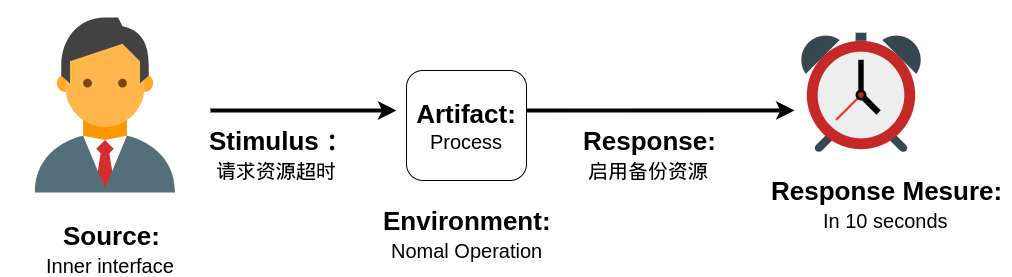 Source:
Inner interface
Stimulus：
请求资源超时
Artifact:
Process
Environment:
Nomal Operation
Response:
启用备份资源
Response Mesure:
In 10 seconds